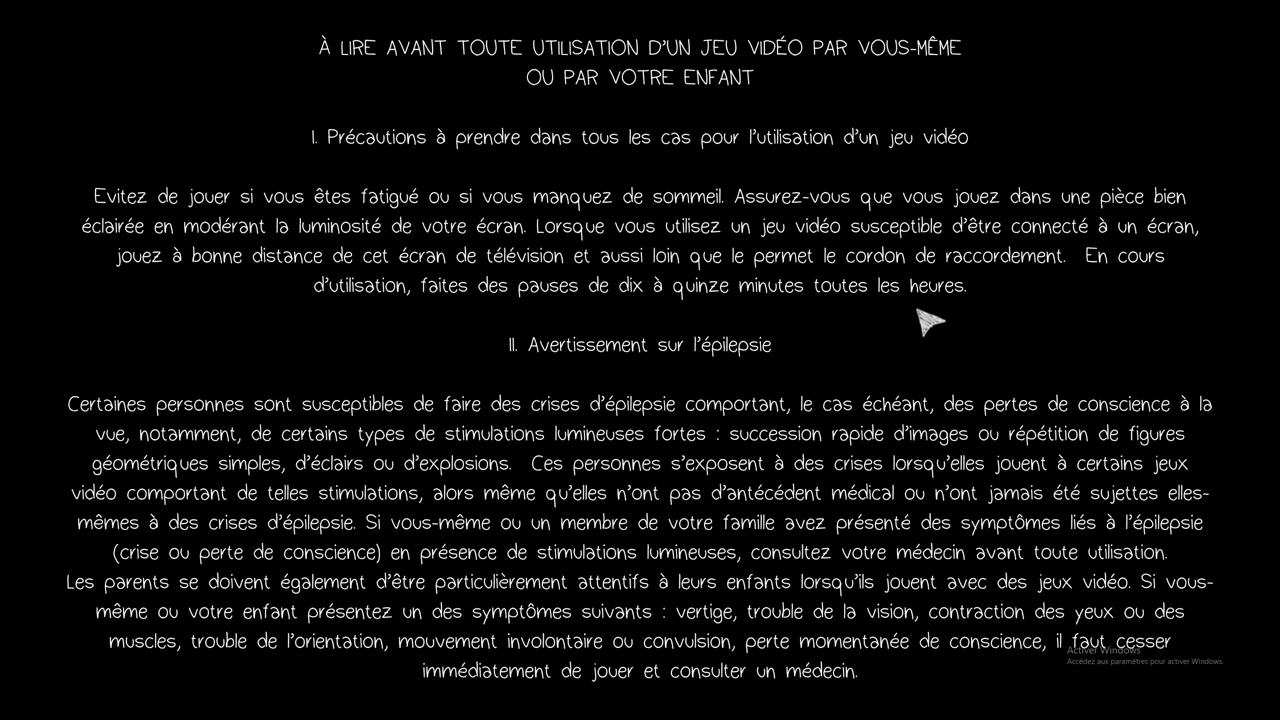 À LIRE AVANT TOUTE UTILISATION D'UN JEU VIDÉO PAR VOUS-MÊME
OU PAR VOTRE ENFANT
I. Précautions à prendre dans tous les cas pour l'utilisation d'un jeu vidéo
Evitez de jouer si vous êtes fatigué ou si vous manquez de sommeil. Assurez-vous que vous jouez dans une pièce bien
éclairée en modérant la luminosité de votre écran. Lorsque vous utilisez un jeu vidéo susceptible d'être connecté à un écran,
jouez à bonne distance de cet écran de télévision et aussi loin que le permet le cordon de raccordement. En cours
d'utilisation, faites des pauses de dix à quinze minutes toutes les heures.
II. Avertissement sur l'épilepsie
Certaines personnes sont susceptibles de faire des crises d'épilepsie comportant, le cas échéant, des pertes de conscience à la
vue, notamment, de certains types de stimulations lumineuses fortes : succession rapide d'images ou répétition de figures
géométriques simples, d'éclairs ou d'explosions. Ces personnes s'exposent à des crises lorsqu'elles jouent à certains jeux
vidéo comportant de telles stimulations, alors même qu'elles n'ont pas d'antécédent médical ou n'ont jamais été sujettes elles-
mêmes à des crises d'épilepsie. Si vous-même ou un membre de votre famille avez présenté des symptômes liés à l'épilepsie
(crise ou perte de conscience) en présence de stimulations lumineuses, consultez votre médecin avant toute utilisation.
Les parents se doivent également d'être particulièrement attentifs à leurs enfants lorsqu'ils jouent avec des jeux vidéo. Si vous-
même ou votre enfant présentez un des symptômes suivants : vertige, trouble de la vision, contraction des yeux ou des
muscles, trouble de l'orientation, mouvement involontaire ou convulsion, perte momentanée de conscience, il faut cesser
immédiatement de jouer et consulter un médecin.
Activer Windows
Accédez aux paramètres pour activer Windows.